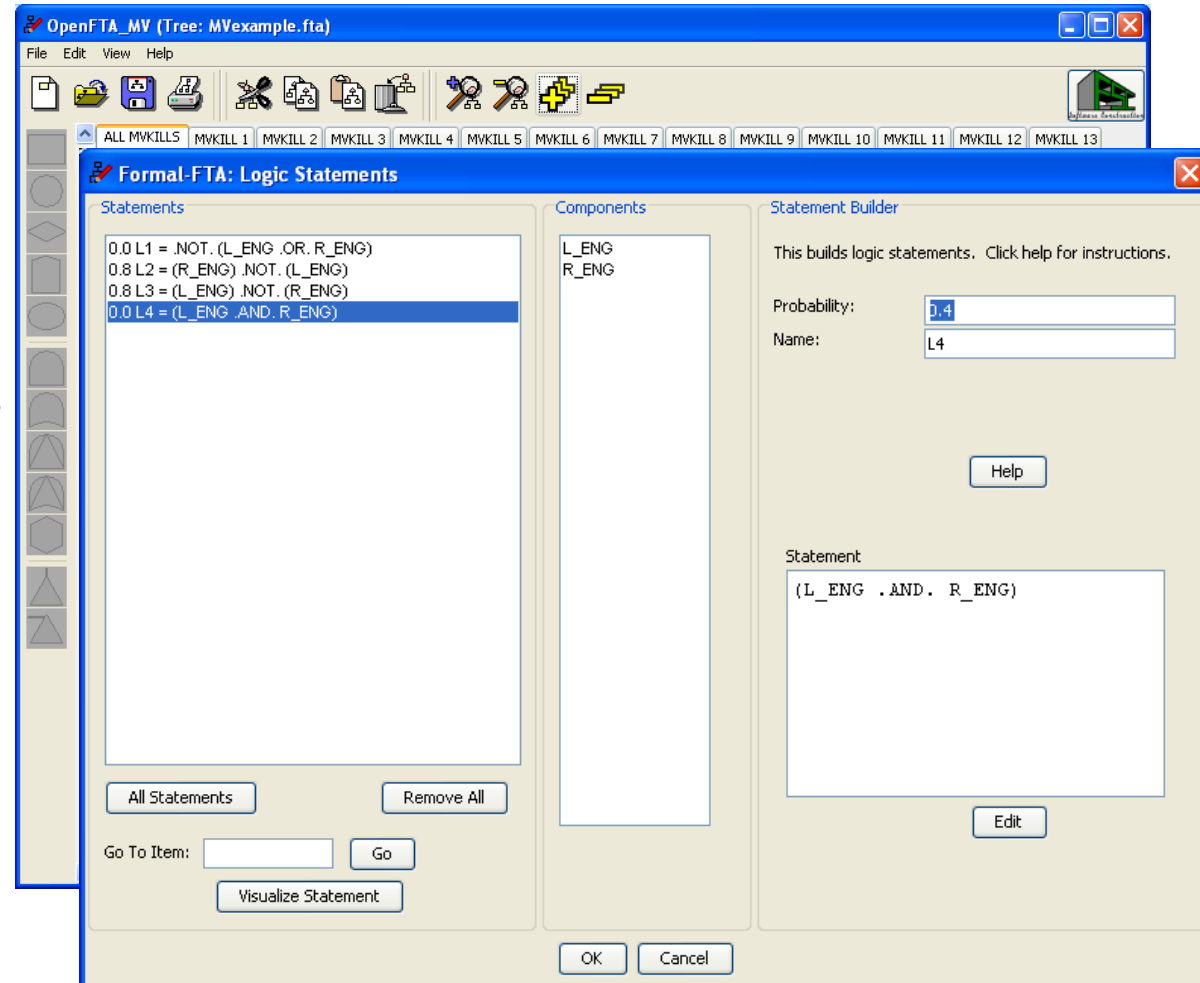 OpenFTA_MV (Tree: MVexample.fta)
File Edit View Help
Software Construction
ALL MVKILLS MVKILL 1 MVKILL 2 MVKILL 3 MVKILL 4 MVKILL 5 MVKILL 6 MVKILL 7 MVKILL 8 MVKILL 9 MVKILL 10 MVKILL 11 MVKILL 12 MVKILL 13
Formal-FTA: Logic Statements
Statements
0.0 L1 = .NOT. (L_ENG .OR. R_ENG)
0.8 L2 = (R_ENG) .NOT. (L_ENG)
0.8 L3 = (L_ENG) .NOT. (R_ENG)
0.0 L4 = (L_ENG .AND. R_ENG)
All Statements Remove All
Go To Item: Go
Visualize Statement
Components
L_ENG
R_ENG
Statement Builder
This builds logic statements. Click help for instructions.
Probability: 0.4
Name: L4
Help
Statement
(L_ENG .AND. R_ENG)
Edit
OK Cancel